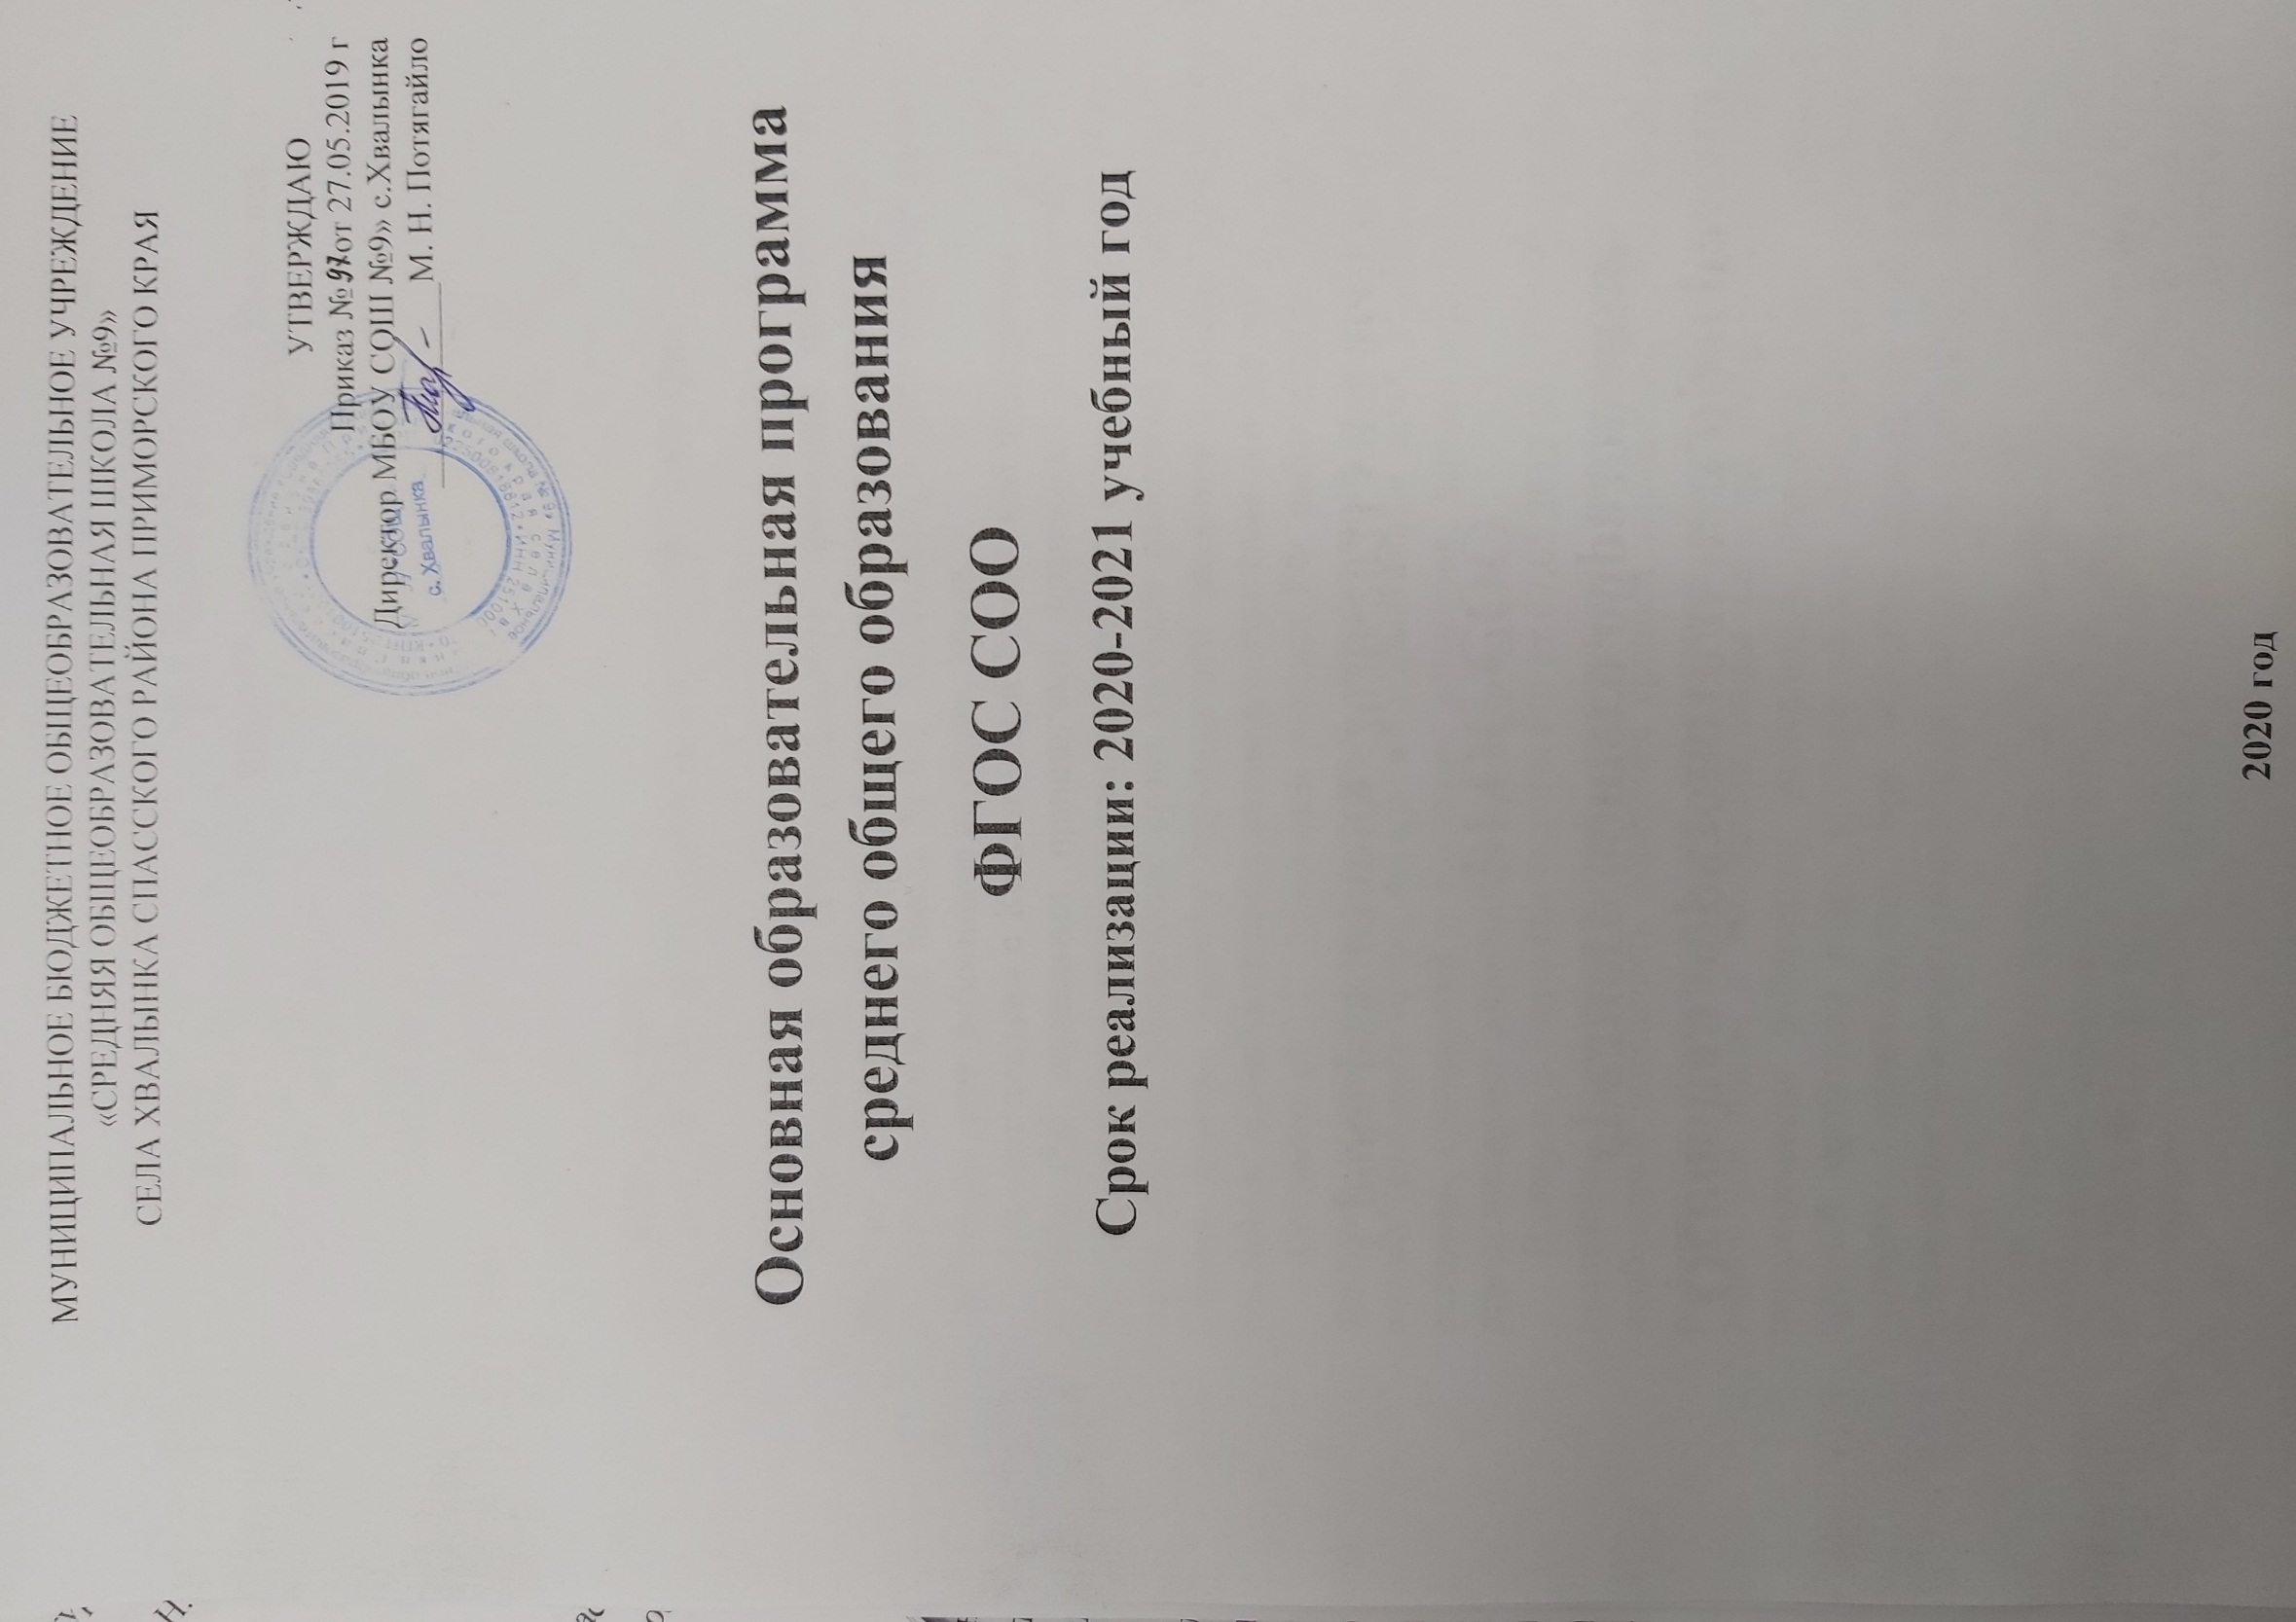 МУНИЦИПАЛЬНОЕ БЮДЖЕТНОЕ ОБЩЕОБРАЗОВАТЕЛЬНОЕ УЧРЕЖДЕНИЕ
«СРЕДНЯЯ ОБЩЕОБРАЗОВАТЕЛЬНАЯ ШКОЛА №9»
СЕЛА ХВАЛЫНКА СПАССКОГО РАЙОНА ПРИМОРСКОГО КРАЯ
УТВЕРЖДАЮ
Приказ № 97 от 27.05.2019 г
Директор МБОУ СОШ №9» с.Хвалынка
М. Н. Потягайло
с. Хвалынка
Основная образовательная программа
среднего общего образования
ФГОС СОО
Срок реализации: 2020-2021 учебный год
2020 год